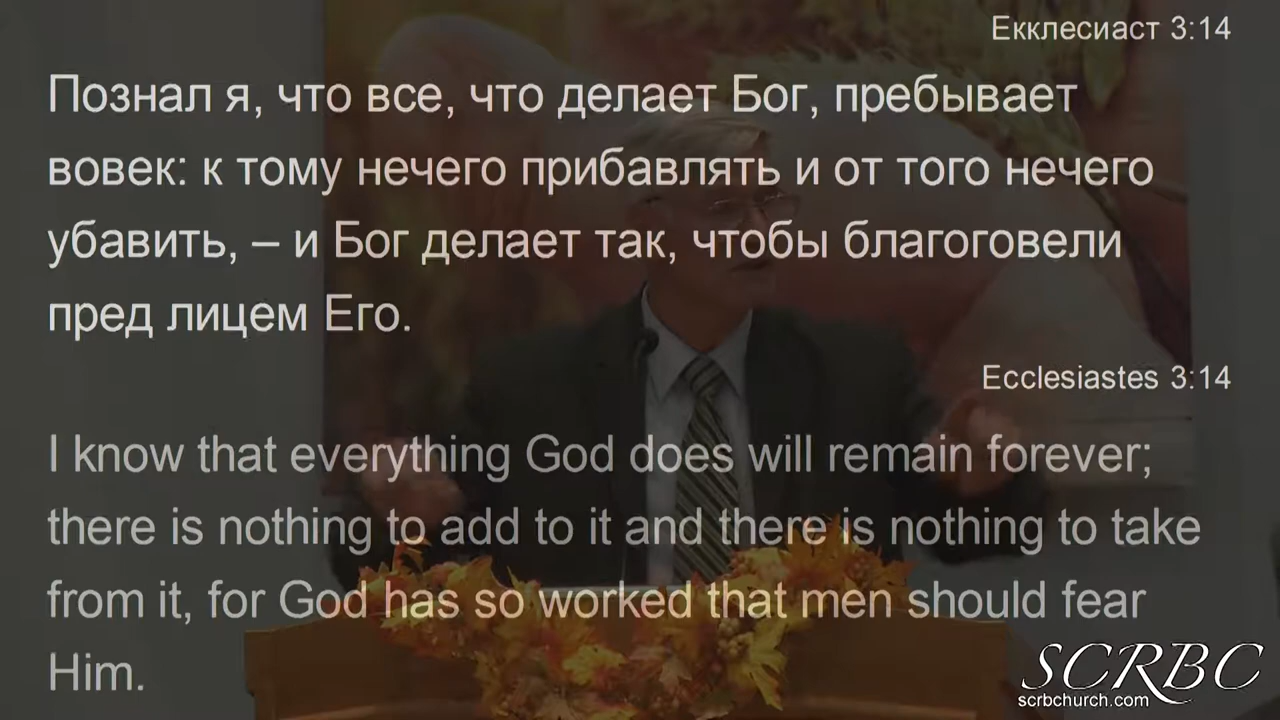 Екклесиаст 3:14
Познал я, что все, что делает Бог, пребывает
вовек: к тому нечего прибавлять и от того нечего
убавить, – и Бог делает так, чтобы благоговели
пред лицем Его.
Ecclesiastes 3:14
I know that everything God does will remain forever;
there is nothing to add to it and there is nothing to take
from it, for God has so worked that men should fear
Him.
SCRBC
scrbchurch.com